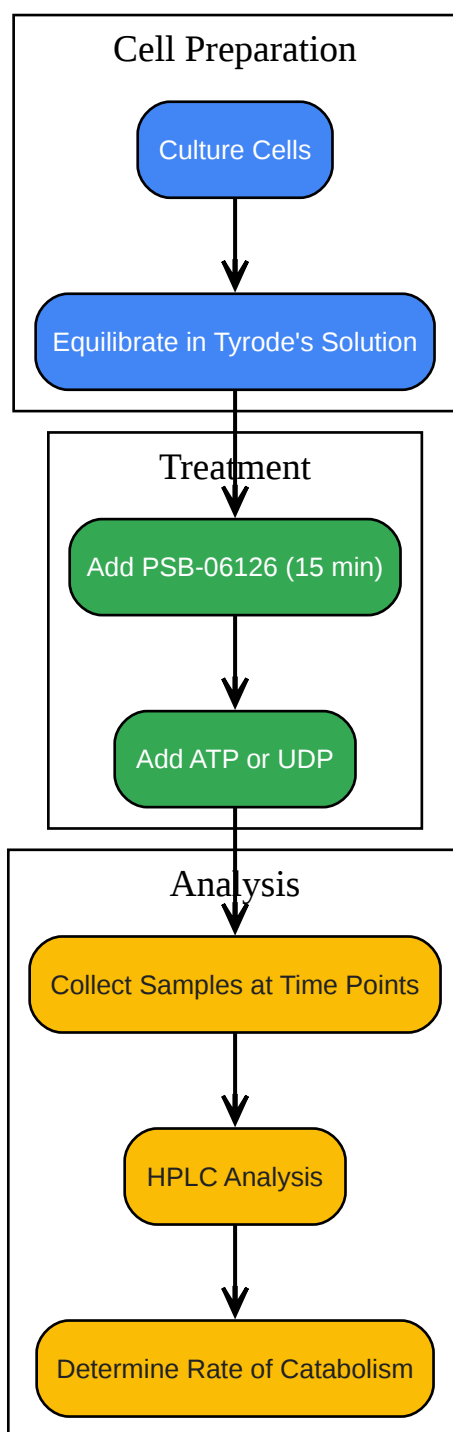 Cell Preparation
Culture Cells
Equilibrate in Tyrode's Solution
Treatment
Add PSB-06126 (15 min)
Add ATP or UDP
Analysis
Collect Samples at Time Points
HPLC Analysis
Determine Rate of Catabolism